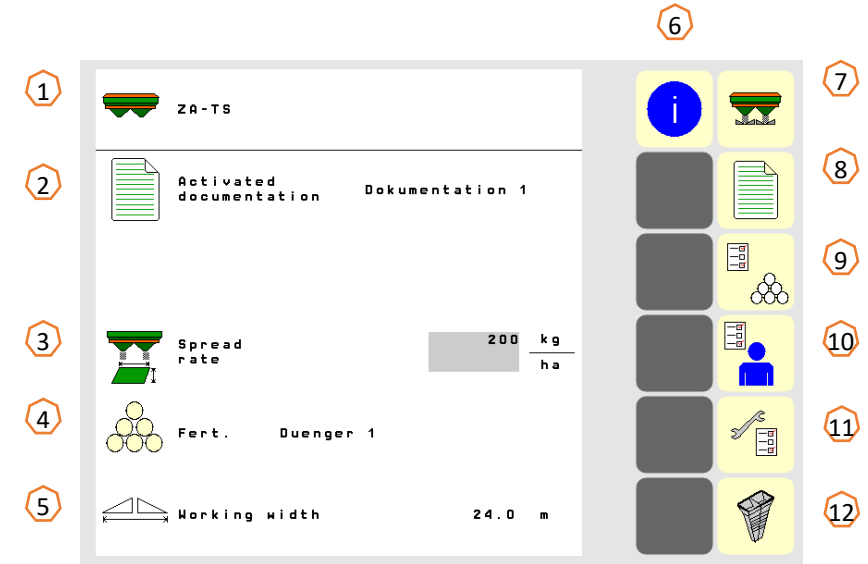 6
1
ZA-TS
i
7
2
Activated
documentation
Dokumentation 1
8
9
3
Spread
rate
200
kg
ha
10
4
Fert.
Duenger 1
11
5
Working width
24.0 m
12